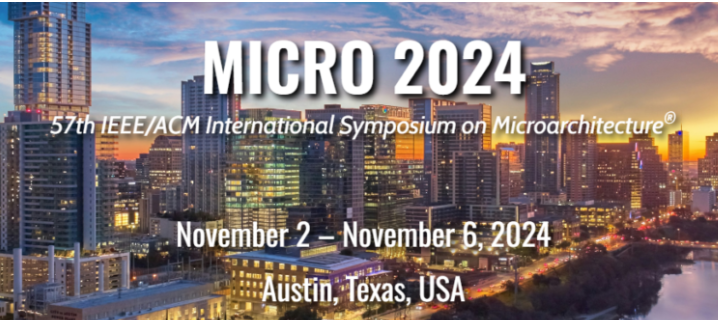 MICRO 2024
57th IEEE/ACM International Symposium on Microarchitecture®
November 2 – November 6, 2024
Austin, Texas, USA